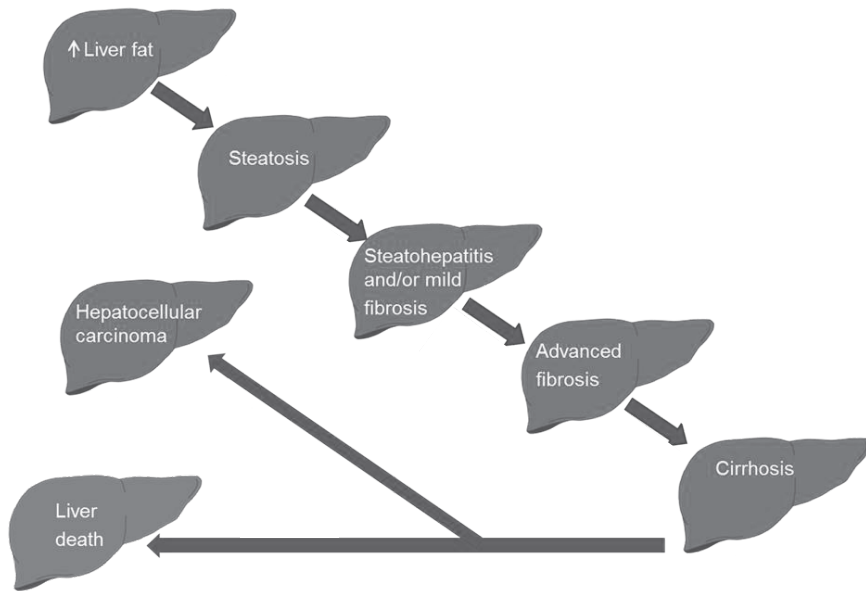 ↑ Liver fat
Steatosis
Steatohepatitis
and/or mild
fibrosis
Advanced
fibrosis
Cirrhosis
Hepatocellular
carcinoma
Liver
death